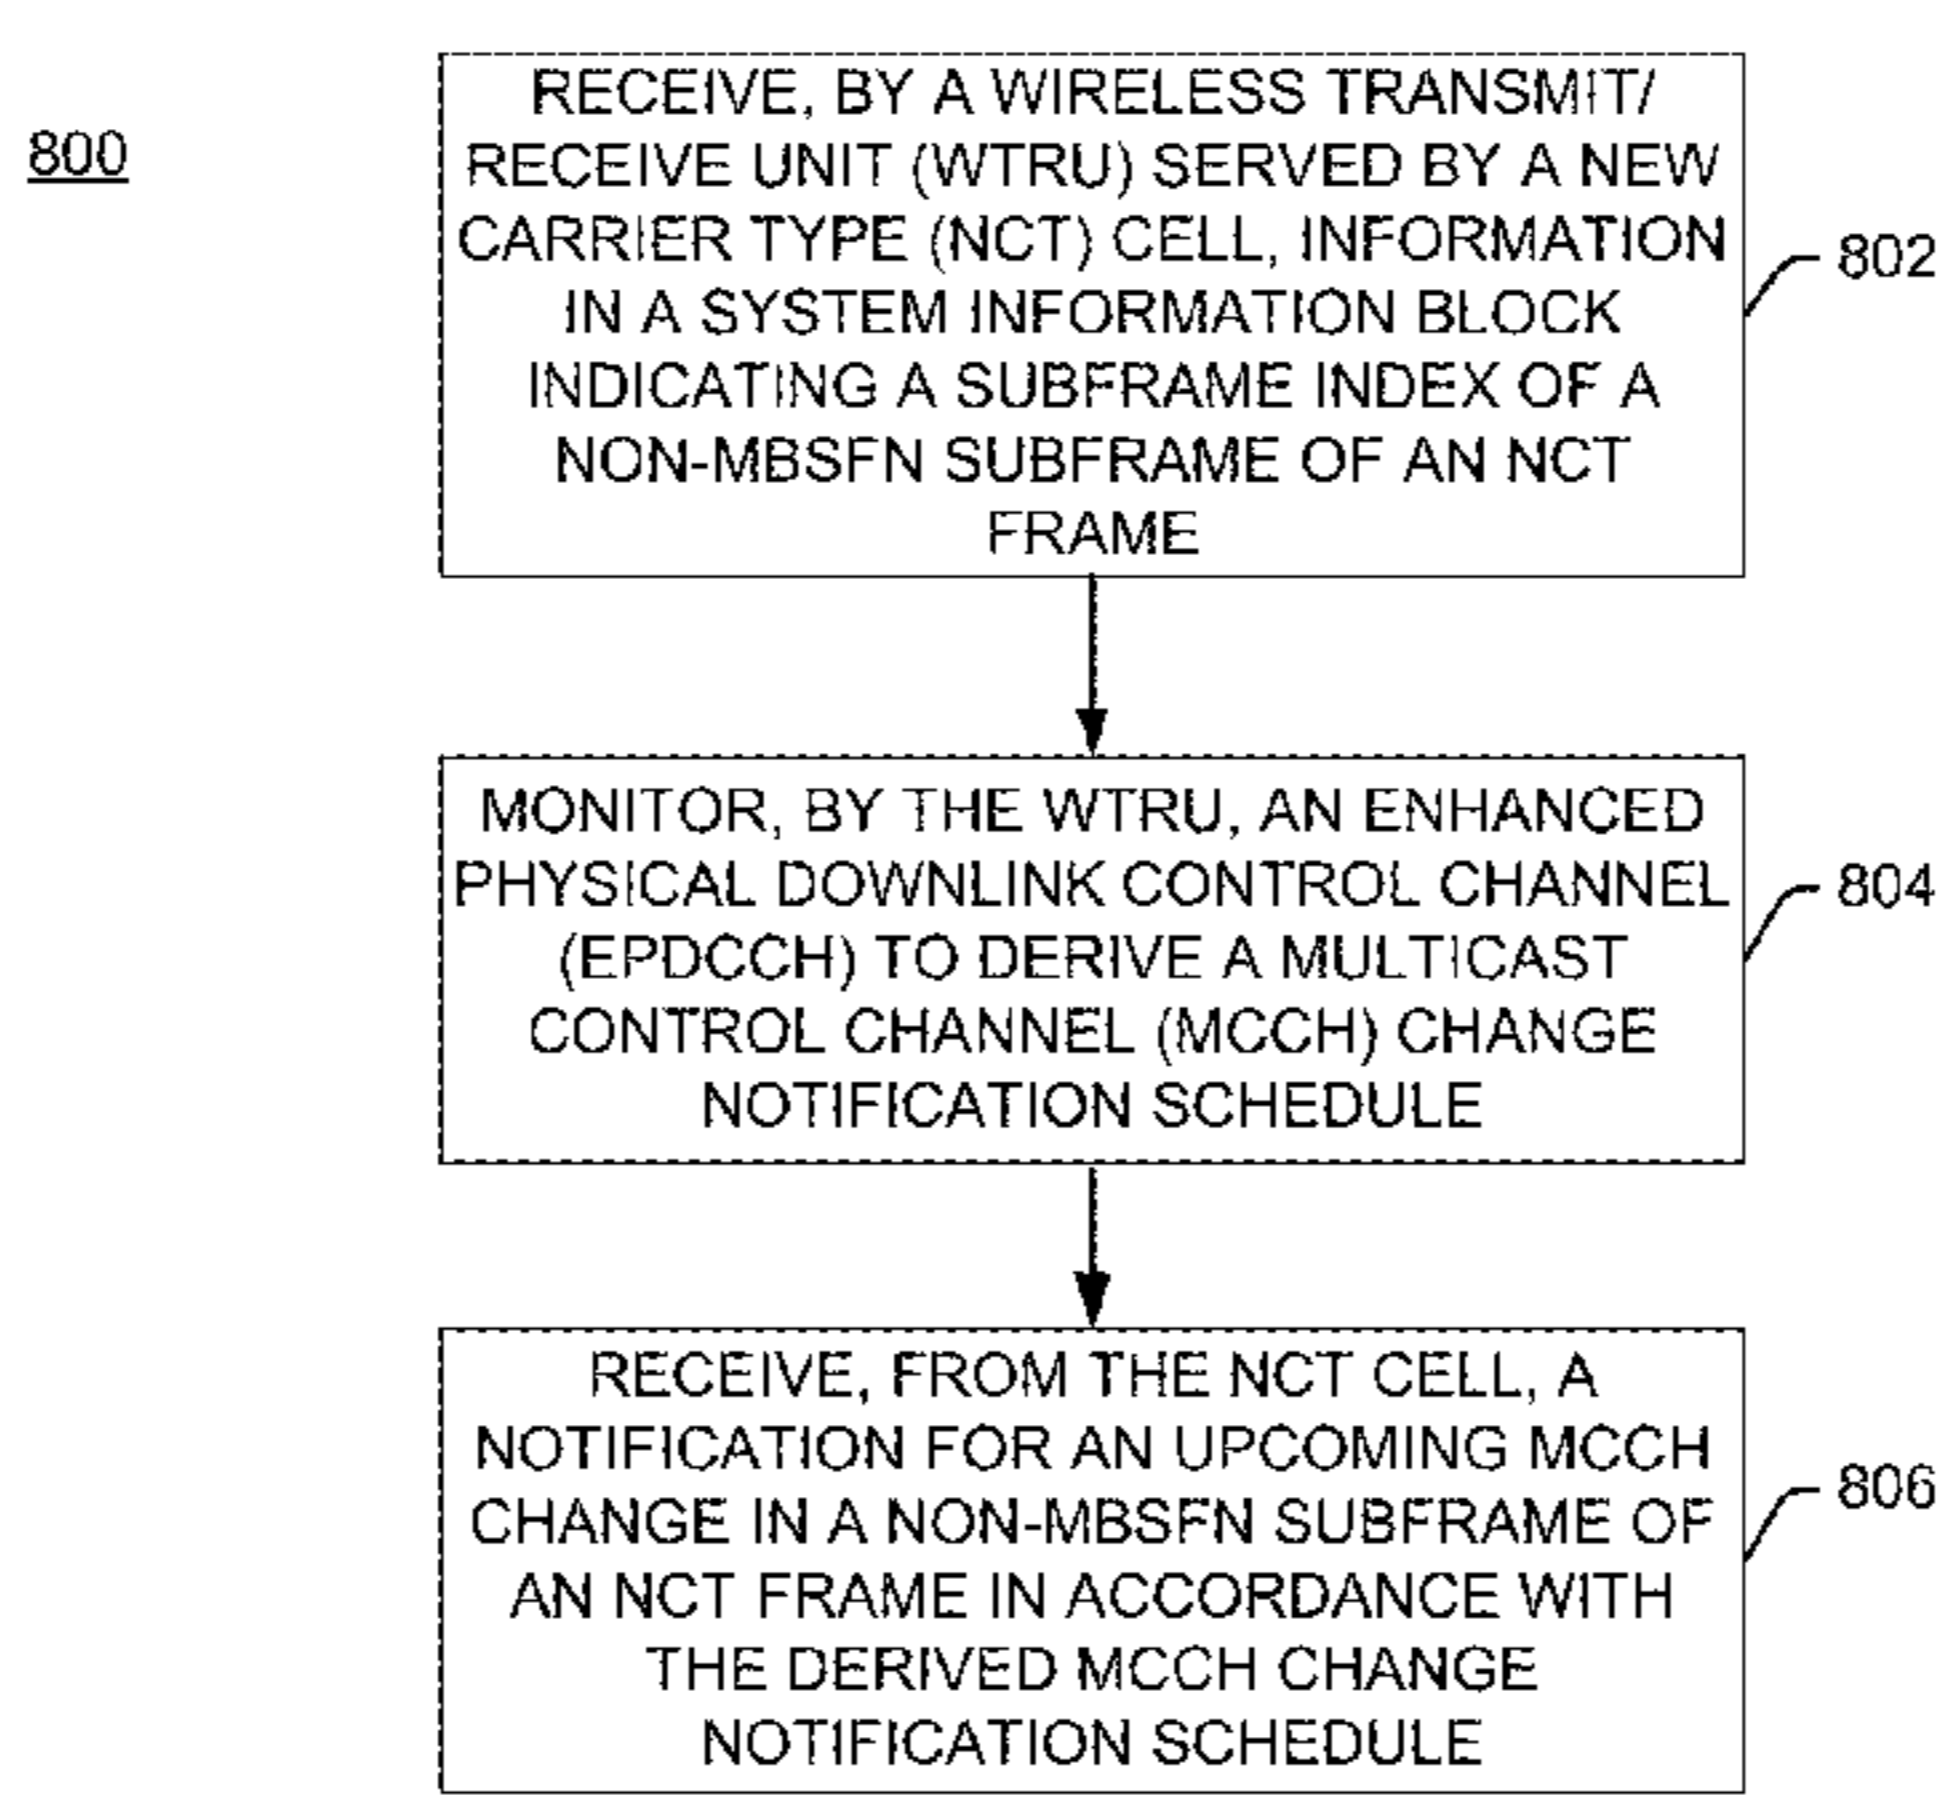 800
RECEIVE, BY A WIRELESS TRANSMIT/
RECEIVE UNIT (WTRU) SERVED BY A NEW
CARRIER TYPE (NCT) CELL, INFORMATION
IN A SYSTEM INFORMATION BLOCK
INDICATING A SUBFRAME INDEX OF A
NON-MBSFN SUBFRAME OF AN NCT
FRAME
802
MONITOR, BY THE WTRU, AN ENHANCED
PHYSICAL DOWNLINK CONTROL CHANNEL
(EPDCCH) TO DERIVE A MULTICAST
CONTROL CHANNEL (MCCH) CHANGE
NOTIFICATION SCHEDULE
804
RECEIVE, FROM THE NCT CELL, A
NOTIFICATION FOR AN UPCOMING MCCH
CHANGE IN A NON-MBSFN SUBFRAME OF
AN NCT FRAME IN ACCORDANCE WITH
THE DERIVED MCCH CHANGE
NOTIFICATION SCHEDULE
806